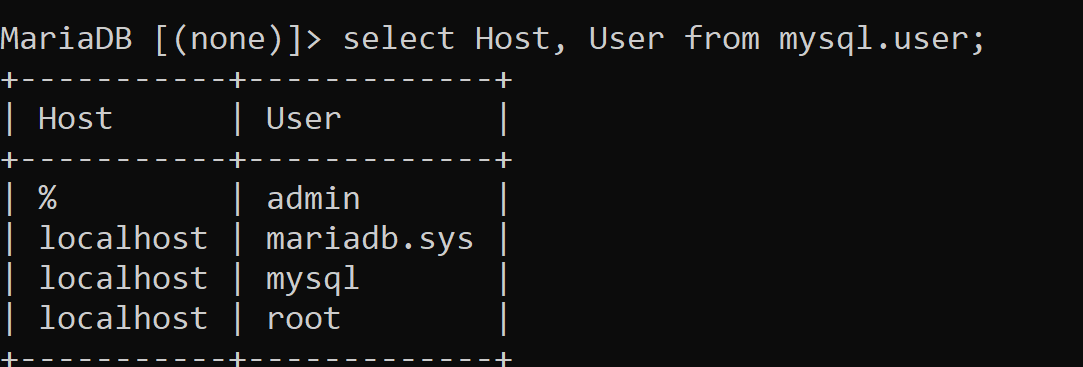 MariaDB [(none)]> select Host, User from mysql.user;
+-----------+-------------+
| Host      | User        |
+-----------+-------------+
| %         | admin       |
| localhost | mariadb.sys |
| localhost | mysql       |
| localhost | root        |
+-----------+-------------+